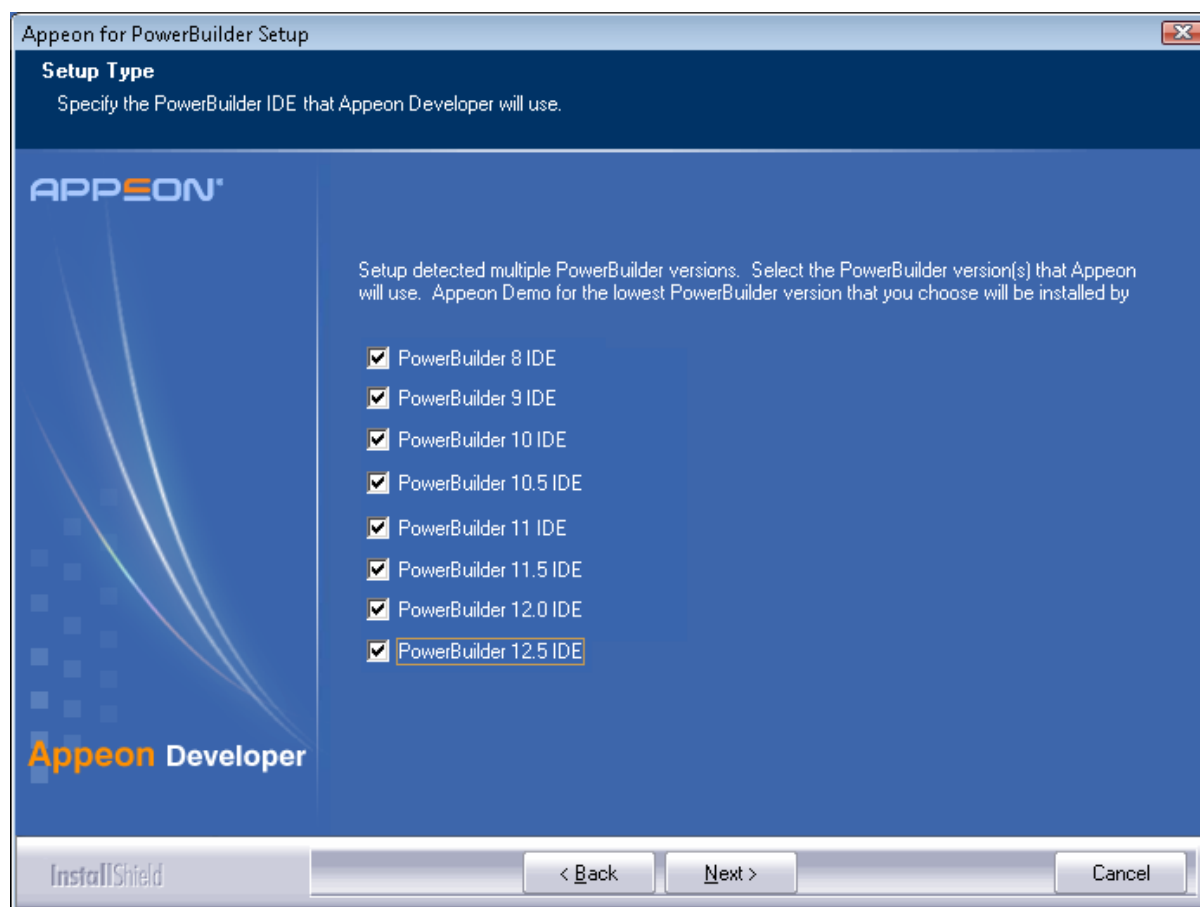 Appeon for PowerBuilder Setup
Setup Type
Specify the PowerBuilder IDE that Appeon Developer will use.
APPEON®
Setup detected multiple PowerBuilder versions. Select the PowerBuilder version(s) that Appeon
will use. Appeon Demo for the lowest PowerBuilder version that you choose will be installed by
PowerBuilder 8 IDE
PowerBuilder 9 IDE
PowerBuilder 10 IDE
PowerBuilder 10.5 IDE
PowerBuilder 11 IDE
PowerBuilder 11.5 IDE
PowerBuilder 12.0 IDE
PowerBuilder 12.5 IDE
Appeon Developer
InstallShield
< Back
Next >
Cancel